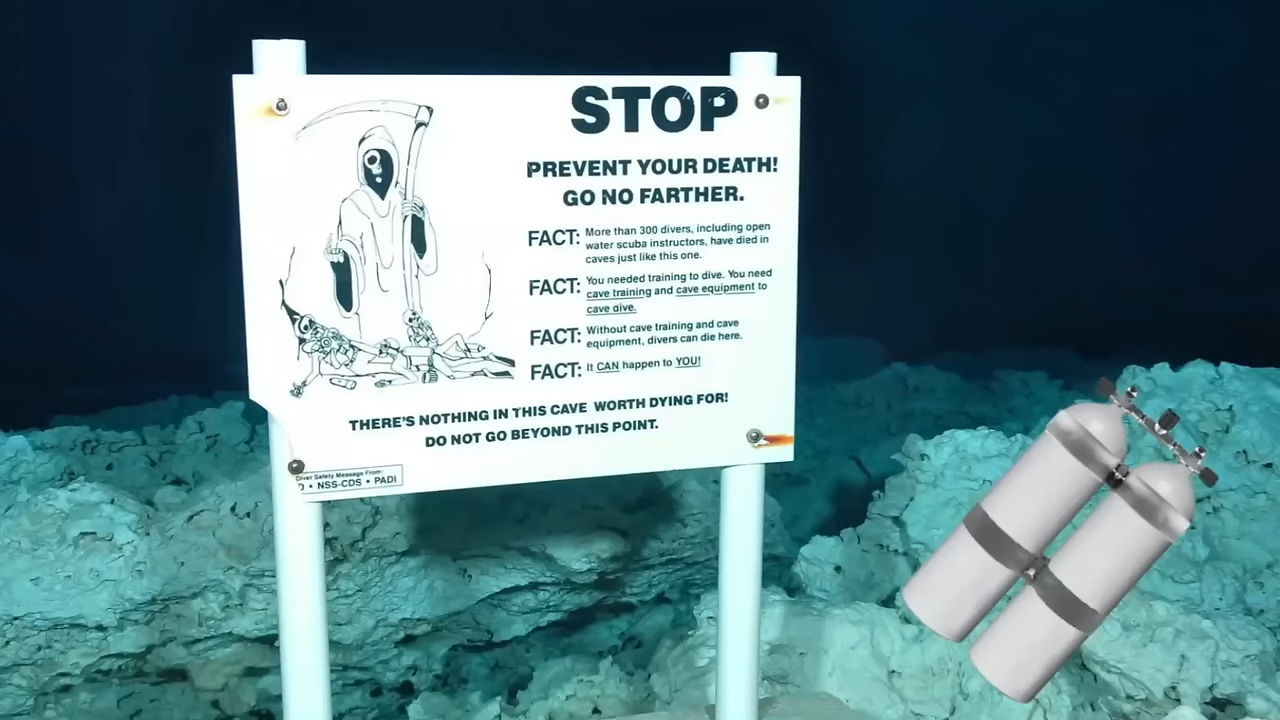 STOP
PREVENT YOUR DEATH!
GO NO FARTHER.
FACT: More than 300 divers, including open
water scuba instructors, have died in
caves just like this one.
FACT: You needed training to dive. You need
cave training and cave equipment to
cave dive.
FACT: Without cave training and cave
equipment, divers can die here.
FACT: It CAN happen to YOU!
THERE'S NOTHING IN THIS CAVE WORTH DYING FOR!
DO NOT GO BEYOND THIS POINT.
Diver Safety Message From:
• NSS-CDS • PADI